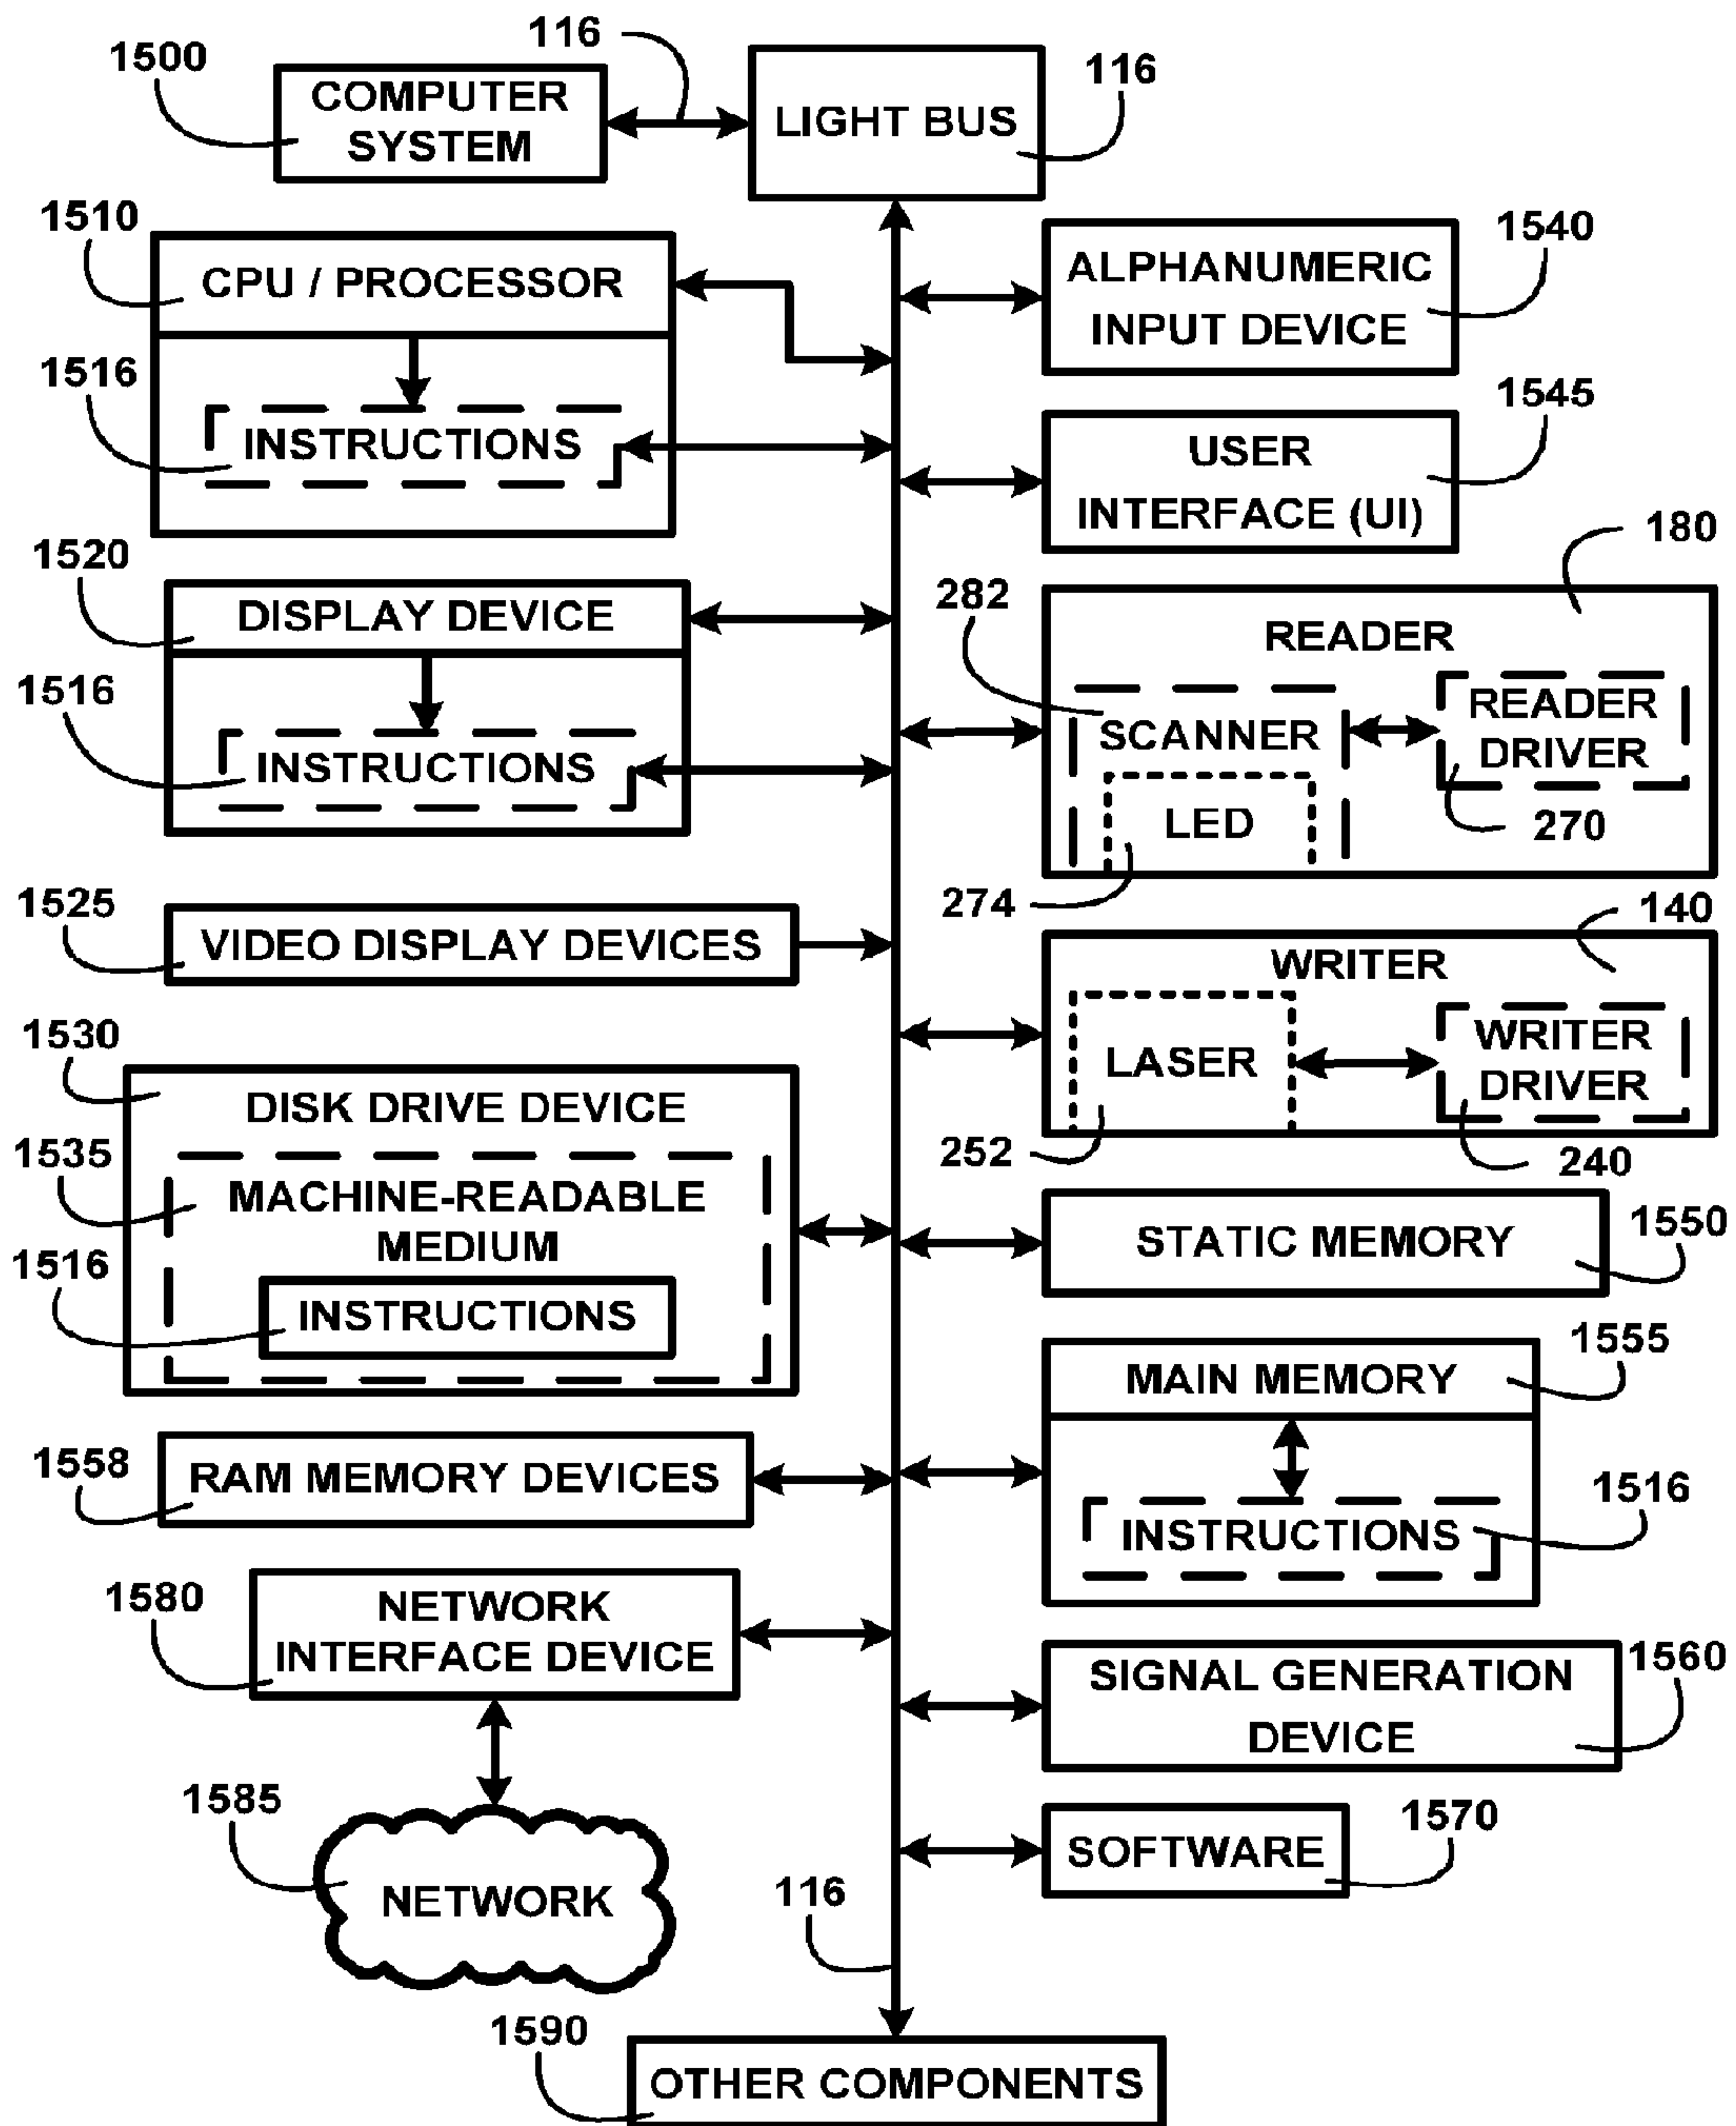 116
1500
COMPUTER
SYSTEM
LIGHT BUS
116
1510
CPU / PROCESSOR
1516
INSTRUCTIONS
1520
DISPLAY DEVICE
1516
INSTRUCTIONS
1525
VIDEO DISPLAY DEVICES
1530
DISK DRIVE DEVICE
1535
MACHINE-READABLE
MEDIUM
1516
INSTRUCTIONS
1558
RAM MEMORY DEVICES
1580
NETWORK
INTERFACE DEVICE
1585
NETWORK
1540
ALPHANUMERIC
INPUT DEVICE
1545
USER
INTERFACE (UI)
180
282
READER
SCANNER
READER
DRIVER
LED
270
274
140
WRITER
LASER
WRITER
DRIVER
252
240
1550
STATIC MEMORY
1555
MAIN MEMORY
1516
INSTRUCTIONS
1560
SIGNAL GENERATION
DEVICE
1570
SOFTWARE
116
1590
OTHER COMPONENTS